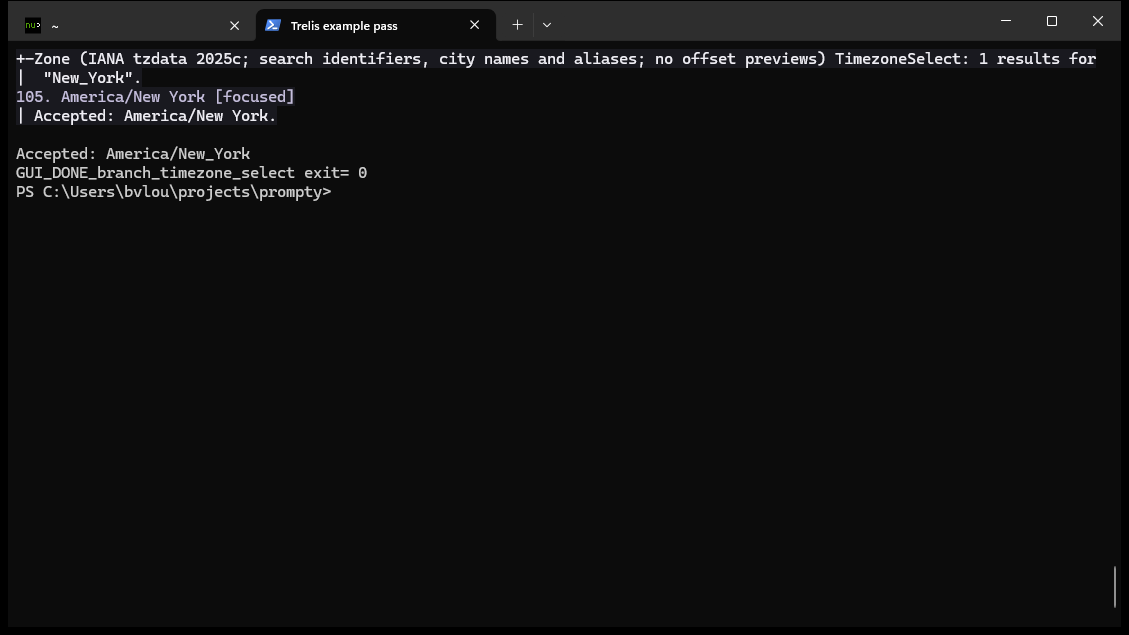 nu> ~
Trelis example pass
+-Zone (IANA tzdata 2025c; search identifiers, city names and aliases; no offset previews) TimezoneSelect: 1 results for
|  "New_York".
105. America/New York [focused]
| Accepted: America/New York.
Accepted: America/New_York
GUI_DONE_branch_timezone_select exit= 0
PS C:\Users\bvlou\projects\prompty>